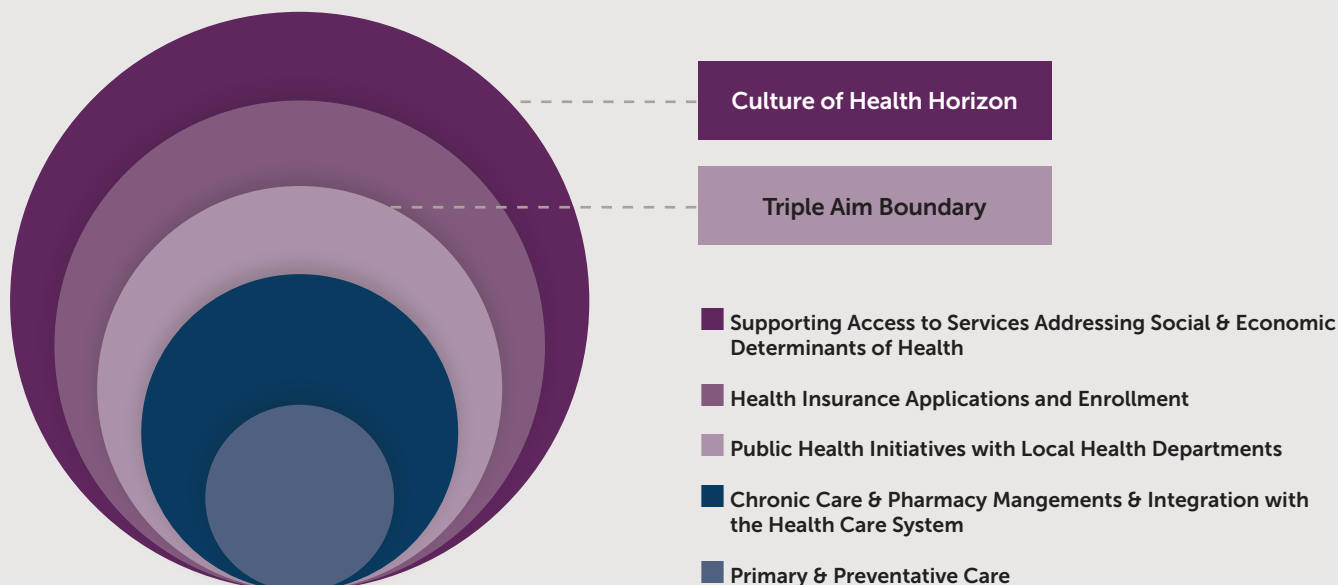 Culture of Health Horizon
Triple Aim Boundary
Supporting Access to Services Addressing Social & Economic
Determinants of Health
Health Insurance Applications and Enrollment
Public Health Initiatives with Local Health Departments
Chronic Care & Pharmacy Mangements & Integration with
the Health Care System
Primary & Preventative Care